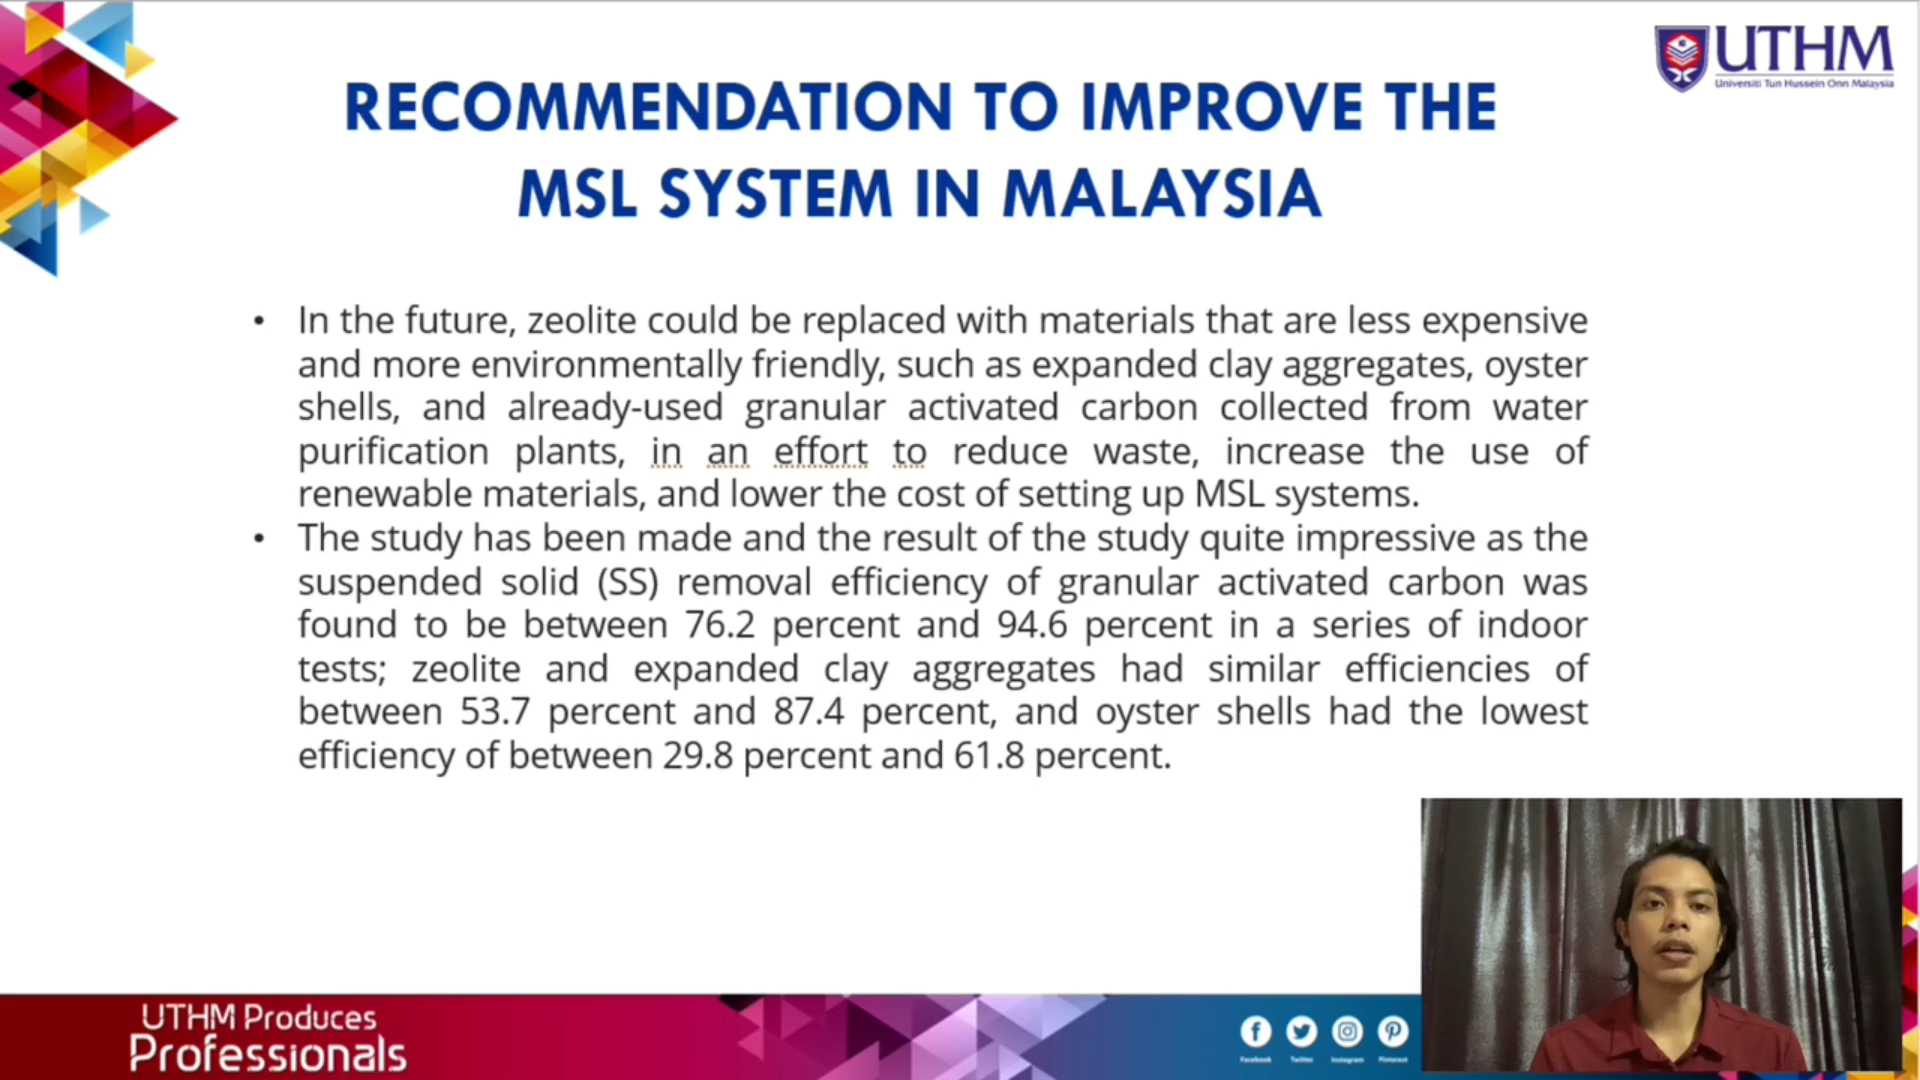 UTHM
Universiti Tun Hussein Onn Malaysia
RECOMMENDATION TO IMPROVE THE
MSL SYSTEM IN MALAYSIA
• In the future, zeolite could be replaced with materials that are less expensive
and more environmentally friendly, such as expanded clay aggregates, oyster
shells, and already-used granular activated carbon collected from water
purification plants, in an effort to reduce waste, increase the use of
renewable materials, and lower the cost of setting up MSL systems.
• The study has been made and the result of the study quite impressive as the
suspended solid (SS) removal efficiency of granular activated carbon was
found to be between 76.2 percent and 94.6 percent in a series of indoor
tests; zeolite and expanded clay aggregates had similar efficiencies of
between 53.7 percent and 87.4 percent, and oyster shells had the lowest
efficiency of between 29.8 percent and 61.8 percent.
UTHM Produces
Professionals
Facebook Twitter Instagram Pinterest